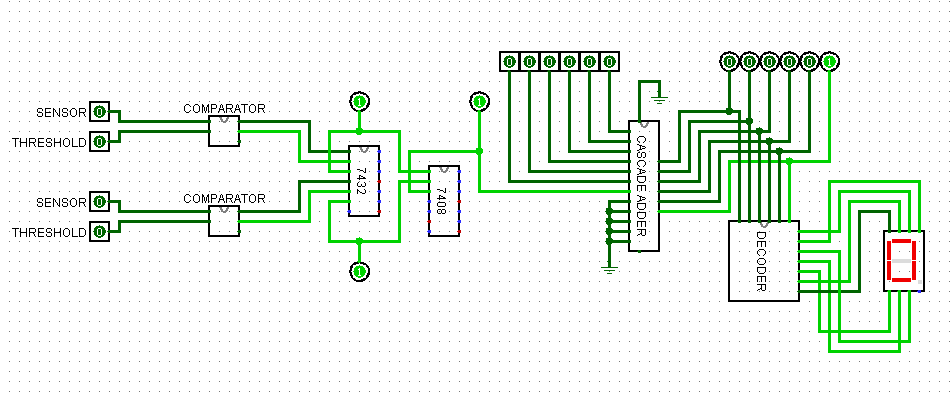 SENSOR 0
COMPARATOR
THRESHOLD 0
SENSOR 0
COMPARATOR
THRESHOLD 0
1
7432
1
1
7408
0 0 0 0 0 0
CASCADE ADDER
0 0 0 0 0 1
DECODER
0